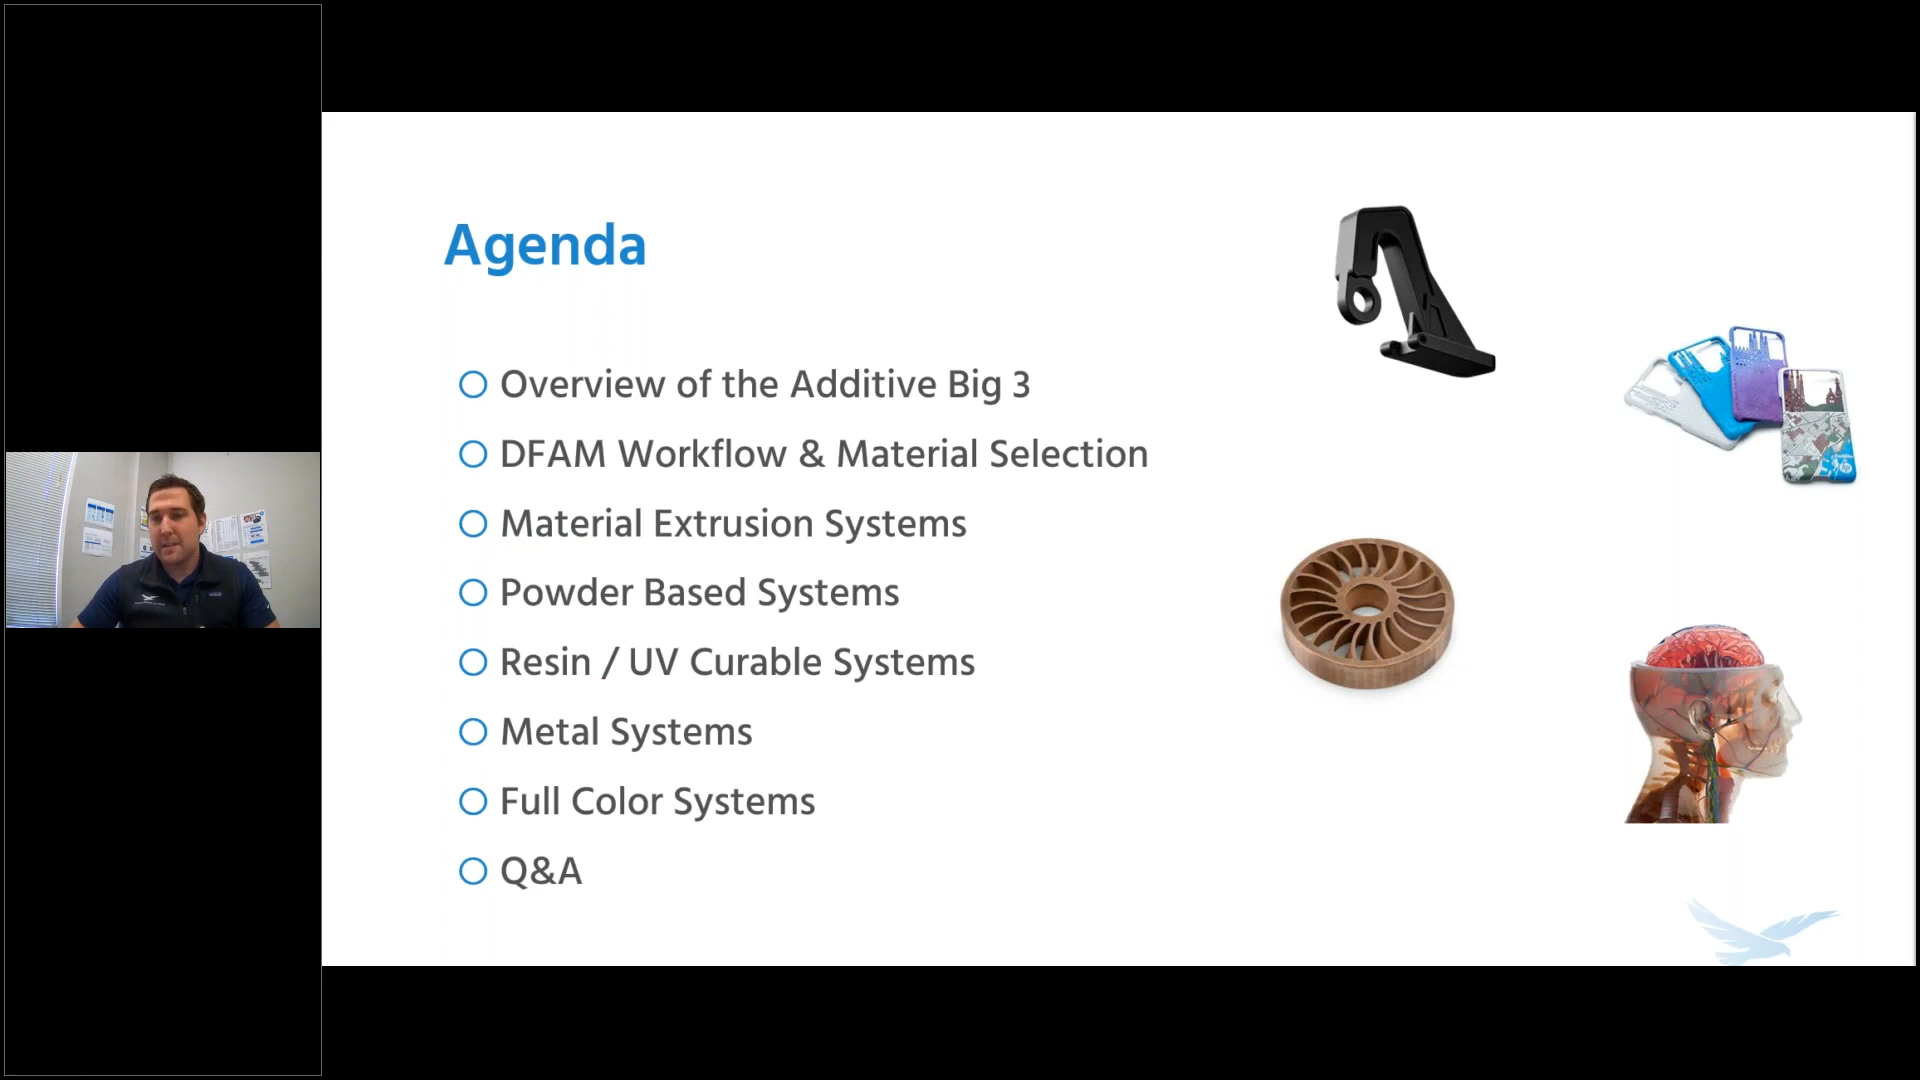 Agenda
Overview of the Additive Big 3
DFAM Workflow & Material Selection
Material Extrusion Systems
Powder Based Systems
Resin / UV Curable Systems
Metal Systems
Full Color Systems
Q&A